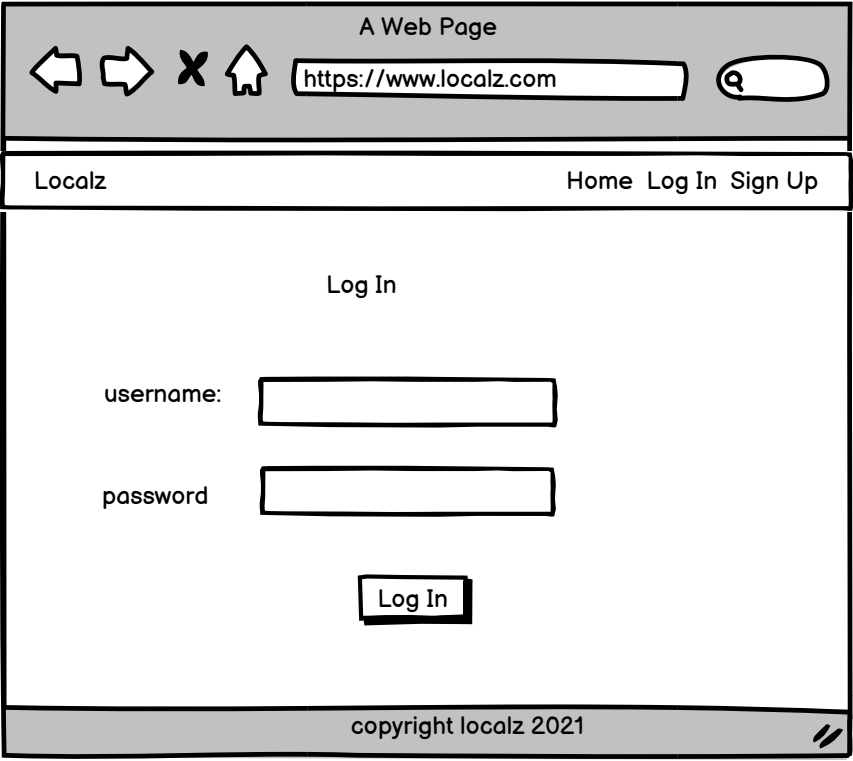 A Web Page
https://www.localz.com
Localz Home Log In Sign Up
Log In
username:
password
Log In
copyright localz 2021